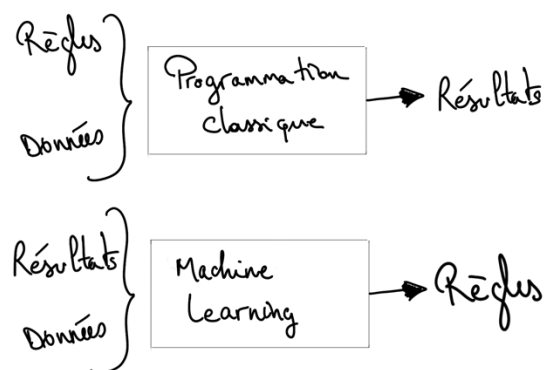 Règles
Données
Programmation
classique
Résultats
Résultats
Données
Machine
Learning
Règles